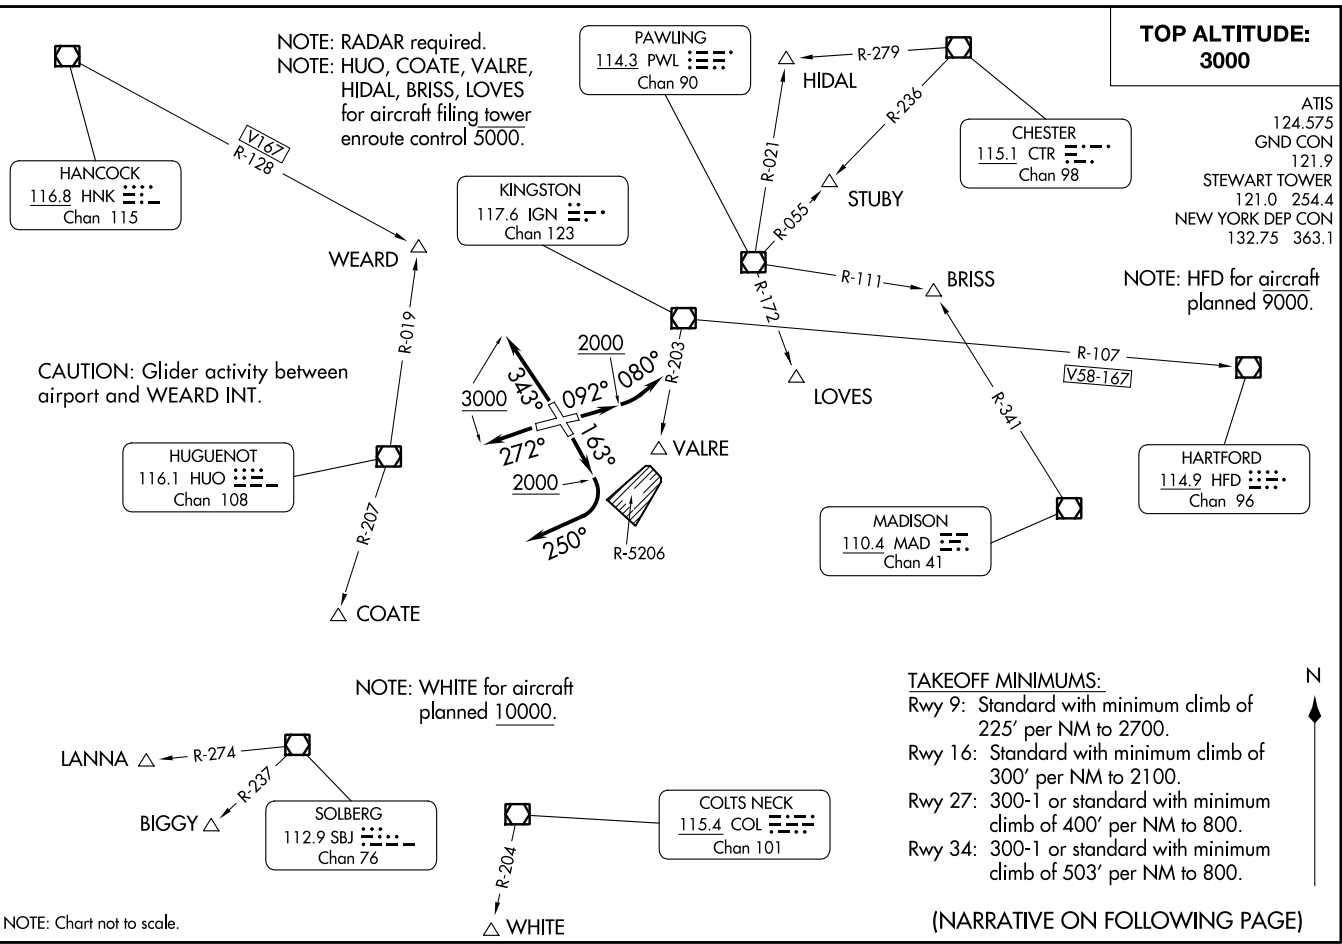 TOP ALTITUDE:
3000
NOTE: RADAR required.
NOTE: HUO, COATE, VALRE,
HIDAL, BRISS, LOVES
for aircraft filing tower
enroute control 5000.
PAWLING
114.3 PWL
Chan 90
R-279
HIDAL
R-236
R-021
CHESTER
115.1 CTR
Chan 98
ATIS
124.575
GND CON
121.9
STEWART TOWER
121.0 254.4
NEW YORK DEP CON
132.75 363.1
V167
R-128
HANCOCK
116.8 HNK
Chan 115
KINGSTON
117.6 IGN
Chan 123
STUBY
R-055
WEARD
R-111
BRISS
R-172
NOTE: HFD for aircraft
planned 9000.
R-019
R-107
V58-167
CAUTION: Glider activity between
airport and WEARD INT.
2000
R-203
3000
343°
092°
080°
LOVES
R-341
272°
163°
VALRE
HUGUENOT
116.1 HUO
Chan 108
2000
HARTFORD
114.9 HFD
Chan 96
R-207
250°
R-5206
MADISON
110.4 MAD
Chan 41
COATE
NOTE: WHITE for aircraft
planned 10000.
TAKEOFF MINIMUMS:
Rwy 9: Standard with minimum climb of
225' per NM to 2700.
Rwy 16: Standard with minimum climb of
300' per NM to 2100.
Rwy 27: 300-1 or standard with minimum
climb of 400' per NM to 800.
Rwy 34: 300-1 or standard with minimum
climb of 503' per NM to 800.
N
LANNA
R-274
R-237
BIGGY
SOLBERG
112.9 SBJ
Chan 76
COLTS NECK
115.4 COL
Chan 101
R-204
WHITE
NOTE: Chart not to scale.
(NARRATIVE ON FOLLOWING PAGE)